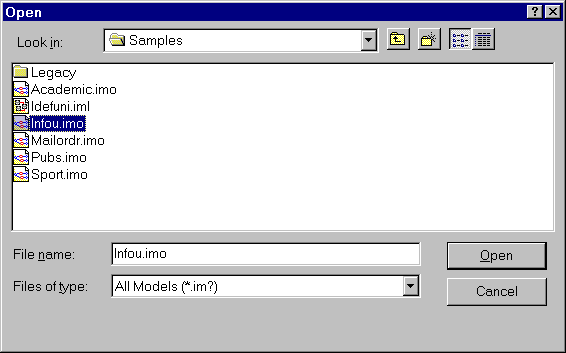 Open
Look in: Samples
Legacy
Academic.imo
Idefuni.iml
Infou.imo
Mailordr.imo
Pubs.imo
Sport.imo
File name: Infou.imo Open
Files of type: All Models (*.im?) Cancel